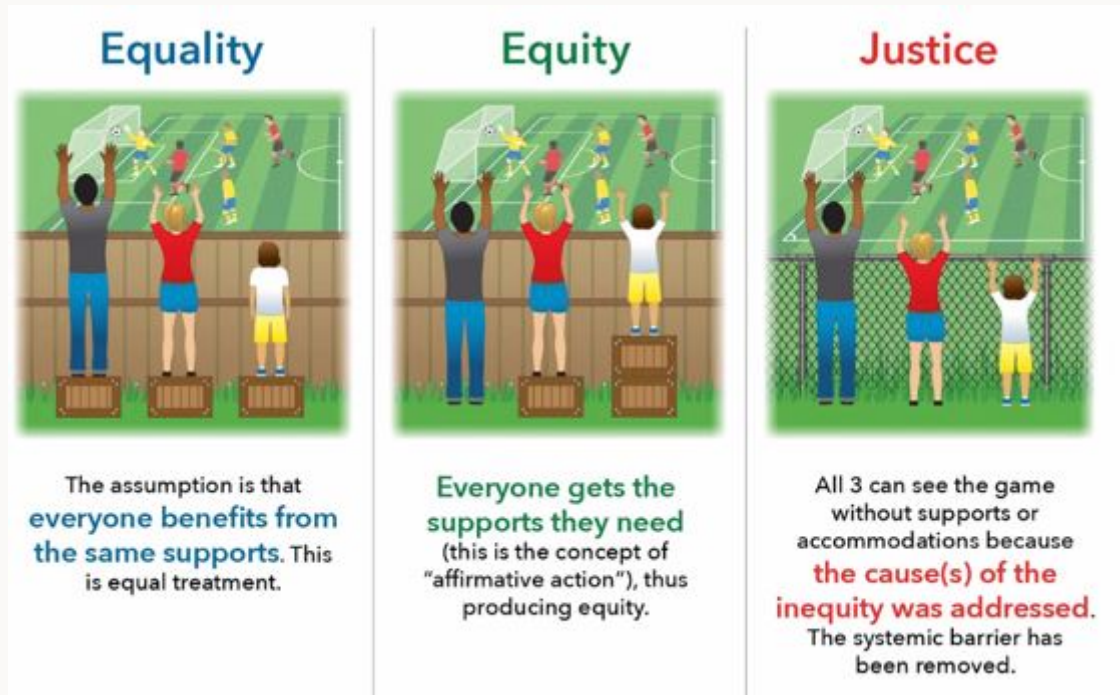 Equality
The assumption is that
everyone benefits from
the same supports. This
is equal treatment.
Equity
Everyone gets the
supports they need
(this is the concept of
“affirmative action”), thus
producing equity.
Justice
All 3 can see the game
without supports or
accommodations because
the cause(s) of the
inequity was addressed.
The systemic barrier has
been removed.